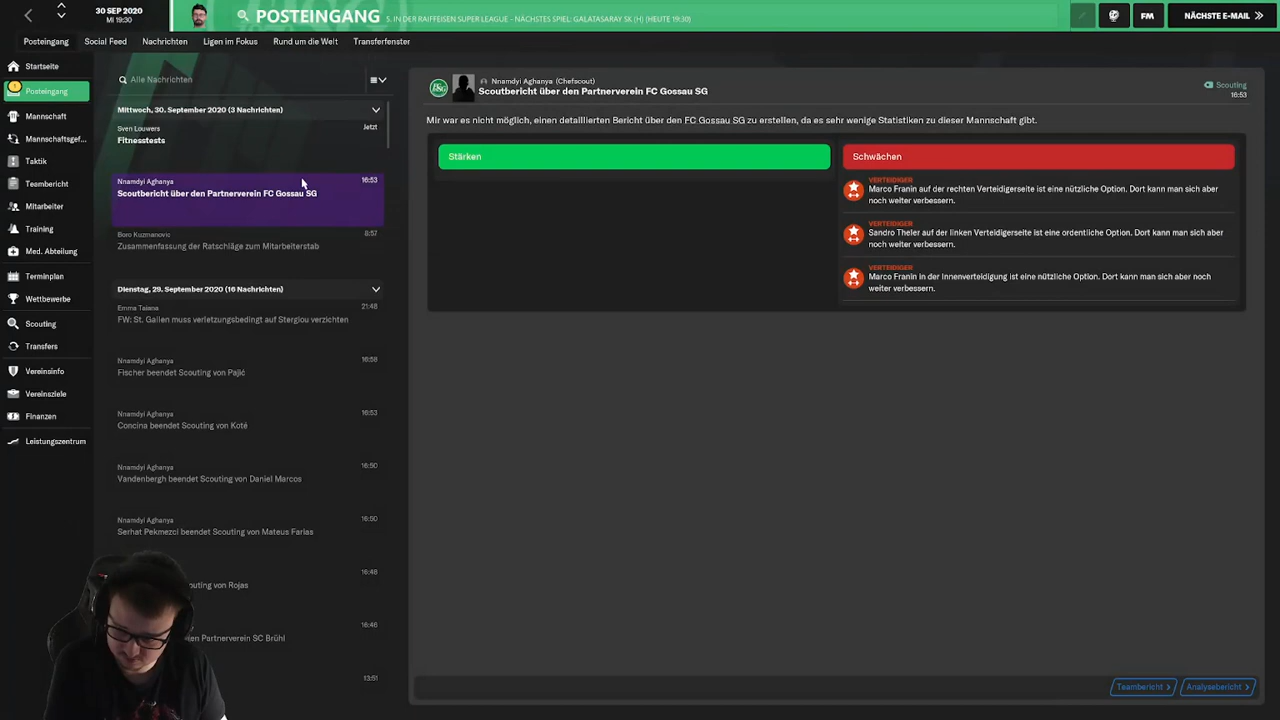 30 SEP 2020
MI 19:30
POSTEINGANG
5. IN DER RAIFFEISEN SUPER LEAGUE - NÄCHSTES SPIEL: GALATASARAY SK (H) (HEUTE 19:30)
FM
NÄCHSTE E-MAIL
Posteingang
Social Feed
Nachrichten
Ligen im Fokus
Rund um die Welt
Transferfenster
Startseite
Posteingang
Mannschaft
Mannschaftsgef...
Taktik
Teambericht
Mitarbeiter
Training
Med. Abteilung
Terminplan
Wettbewerbe
Scouting
Transfers
Vereinsinfo
Vereinsziele
Finanzen
Leistungszentrum
Alle Nachrichten
Mittwoch, 30. September 2020 (3 Nachrichten)
Sven Louwers
Jetzt
Fitnesstests
Nnamdyi Aghanya
16:53
Scoutbericht über den Partnerverein FC Gossau SG
Boro Kuzmanovic
8:57
Zusammenfassung der Ratschläge zum Mitarbeiterstab
Dienstag, 29. September 2020 (16 Nachrichten)
Emma Taiana
21:48
FW: St. Gallen muss verletzungsbedingt auf Stergiou verzichten
Nnamdyi Aghanya
16:58
Fischer beendet Scouting von Pajić
Nnamdyi Aghanya
16:53
Concina beendet Scouting von Koté
Nnamdyi Aghanya
16:50
Vandenbergh beendet Scouting von Daniel Marcos
Nnamdyi Aghanya
16:50
Serhat Pekmezci beendet Scouting von Mateus Farias
16:48
outing von Rojas
16:46
en Partnerverein SC Brühl
13:51
Nnamdyi Aghanya (Chefscout)
Scoutbericht über den Partnerverein FC Gossau SG
Scouting
16:53
Mir war es nicht möglich, einen detaillierten Bericht über den FC Gossau SG zu erstellen, da es sehr wenige Statistiken zu dieser Mannschaft gibt.
Stärken
Schwächen
VERTEIDIGER
Marco Franin auf der rechten Verteidigerseite ist eine nützliche Option. Dort kann man sich aber
noch weiter verbessern.
VERTEIDIGER
Sandro Theler auf der linken Verteidigerseite ist eine ordentliche Option. Dort kann man sich aber
noch weiter verbessern.
VERTEIDIGER
Marco Franin in der Innenverteidigung ist eine nützliche Option. Dort kann man sich aber noch
weiter verbessern.
Teambericht
Analysebericht